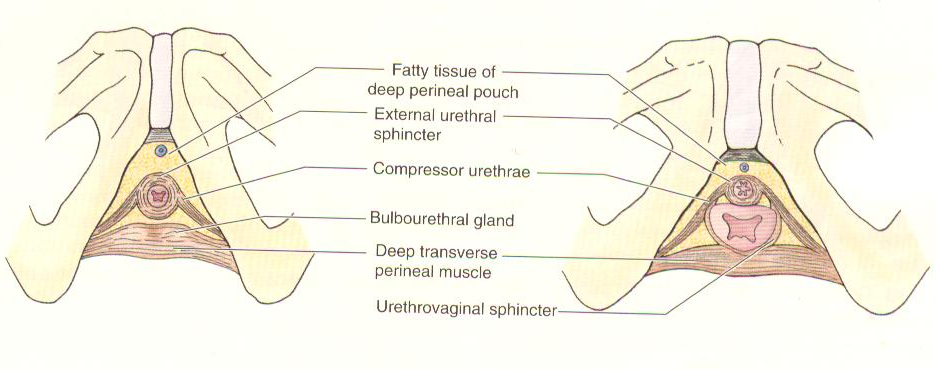 Fatty tissue of
deep perineal pouch
External urethral
sphincter
Compressor urethrae
Bulbourethral gland
Deep transverse
perineal muscle
Urethrovaginal sphincter